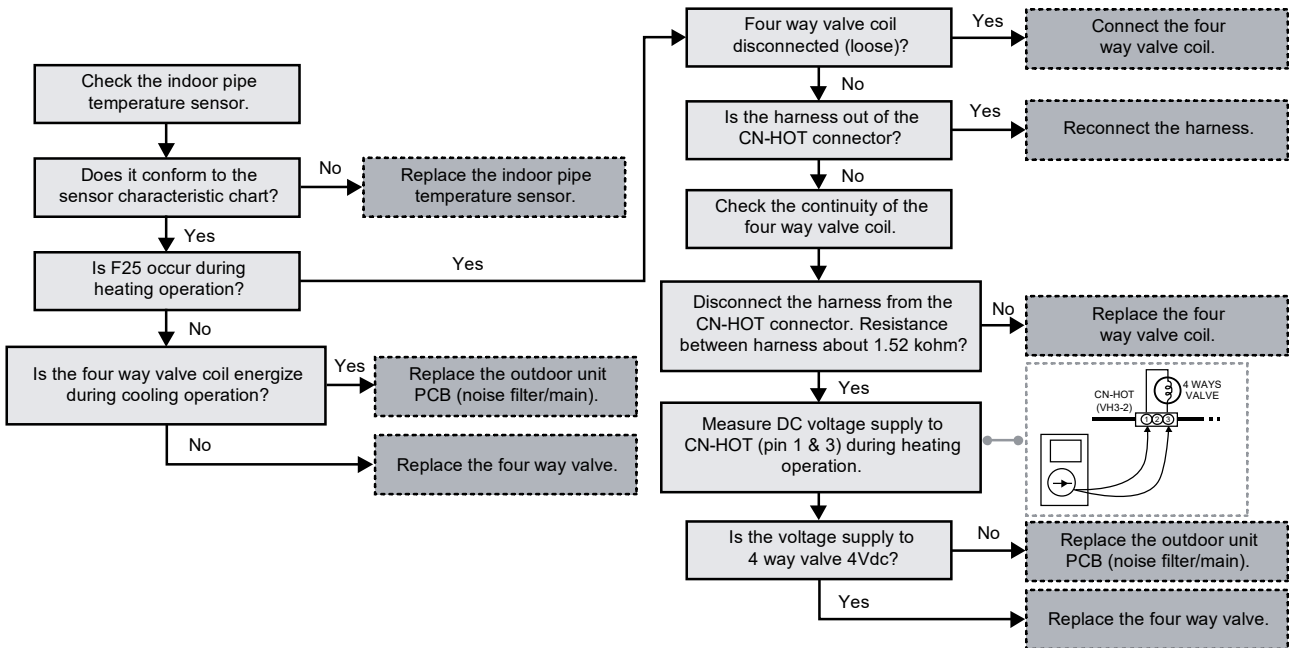 Check the indoor pipe
temperature sensor.
Does it conform to the
sensor characteristic chart?
No
Replace the indoor pipe
temperature sensor.
Yes
Is F25 occur during
heating operation?
Yes
No
Is the four way valve coil energize
during cooling operation?
Yes
Replace the outdoor unit
PCB (noise filter/main).
No
Replace the four way valve.
Four way valve coil
disconnected (loose)?
Yes
Connect the four
way valve coil.
No
Is the harness out of the
CN-HOT connector?
Yes
Reconnect the harness.
No
Check the continuity of the
four way valve coil.
Disconnect the harness from the
CN-HOT connector. Resistance
between harness about 1.52 kohm?
No
Replace the four
way valve coil.
Yes
Measure DC voltage supply to
CN-HOT (pin 1 & 3) during heating
operation.
4 WAYS
VALVE
CN-HOT
(VH3-2)
1 2 3
Is the voltage supply to
4 way valve 4Vdc?
No
Replace the outdoor unit
PCB (noise filter/main).
Yes
Replace the four way valve.